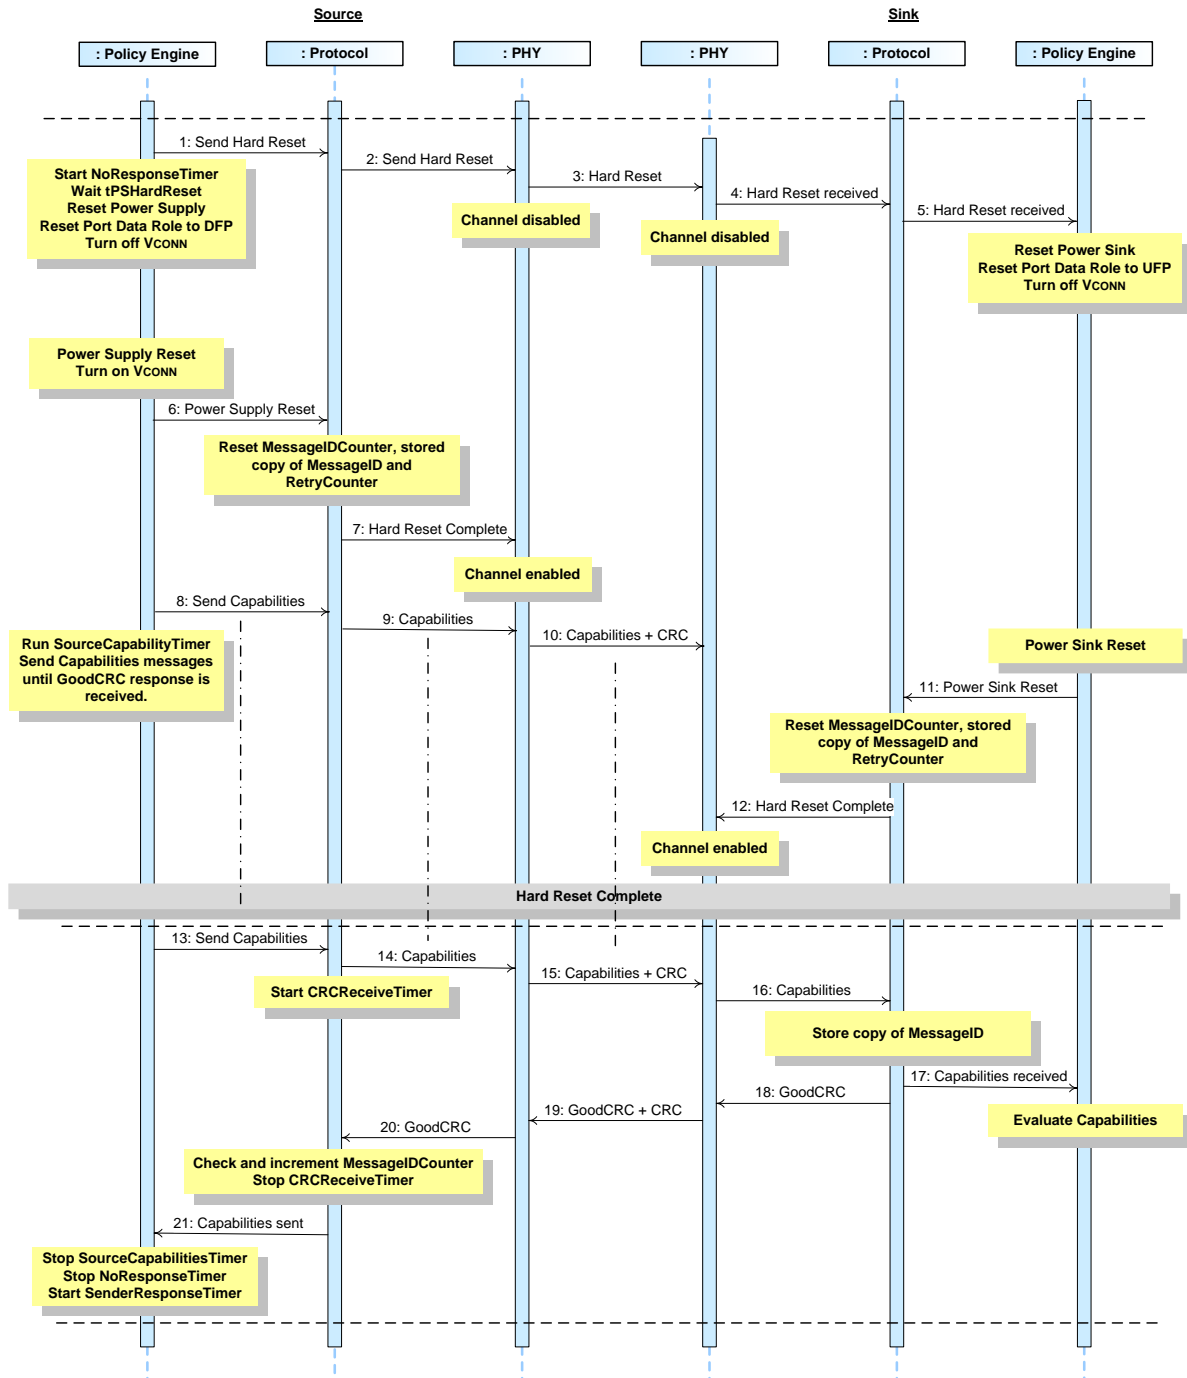 Source
Sink
: Policy Engine
: Protocol
: PHY
: PHY
: Protocol
: Policy Engine
1: Send Hard Reset
2: Send Hard Reset
3: Hard Reset
4: Hard Reset received
5: Hard Reset received
Start NoResponseTimer
Wait tPSHardReset
Reset Power Supply
Reset Port Data Role to DFP
Turn off VCONN
Channel disabled
Channel disabled
Reset Power Sink
Reset Port Data Role to UFP
Turn off VCONN
Power Supply Reset
Turn on VCONN
6: Power Supply Reset
Reset MessageIDCounter, stored
copy of MessageID and
RetryCounter
7: Hard Reset Complete
Channel enabled
8: Send Capabilities
9: Capabilities
10: Capabilities + CRC
Run SourceCapabilityTimer
Send Capabilities messages
until GoodCRC response is
received.
Power Sink Reset
11: Power Sink Reset
Reset MessageIDCounter, stored
copy of MessageID and
RetryCounter
12: Hard Reset Complete
Channel enabled
Hard Reset Complete
13: Send Capabilities
14: Capabilities
15: Capabilities + CRC
16: Capabilities
Start CRCReceiveTimer
Store copy of MessageID
17: Capabilities received
18: GoodCRC
19: GoodCRC + CRC
20: GoodCRC
Evaluate Capabilities
Check and increment MessageIDCounter
Stop CRCReceiveTimer
21: Capabilities sent
Stop SourceCapabilitiesTimer
Stop NoResponseTimer
Start SenderResponseTimer